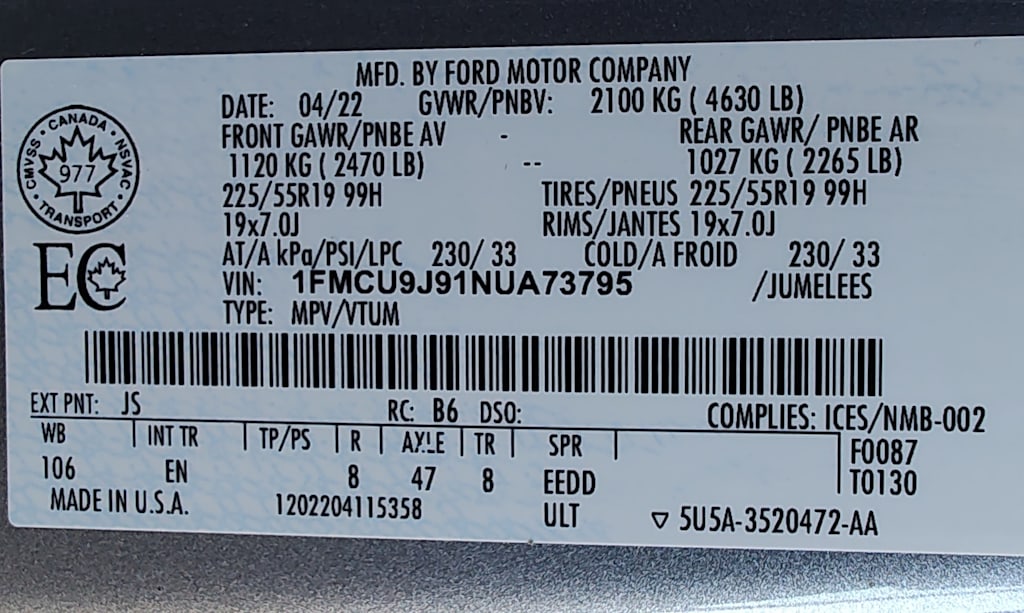 MFD. BY FORD MOTOR COMPANY
DATE: 04/22 GVWR/PNBV: 2100 KG ( 4630 LB)
FRONT GAWR/PNBE AV - REAR GAWR/ PNBE AR
1120 KG ( 2470 LB) -- 1027 KG ( 2265 LB)
225/55R19 99H TIRES/PNEUS 225/55R19 99H
19x7.0J RIMS/JANTES 19x7.0J
AT/A kPa/PSI/LPC 230/ 33 COLD/A FROID 230/ 33
VIN: 1FMCU9J91NUA73795 /JUMELEES
TYPE: MPV/VTUM
CANADA
CMVSS 977 NSVAC
TRANSPORT
EC
EXT PNT: JS RC: B6 DSO: COMPLIES: ICES/NMB-002
WB INT TR TP/PS R AXLE TR SPR F0087
106 EN 8 47 8 EEDD T0130
MADE IN U.S.A. 1202204115358 ULT ▽ 5U5A-3520472-AA